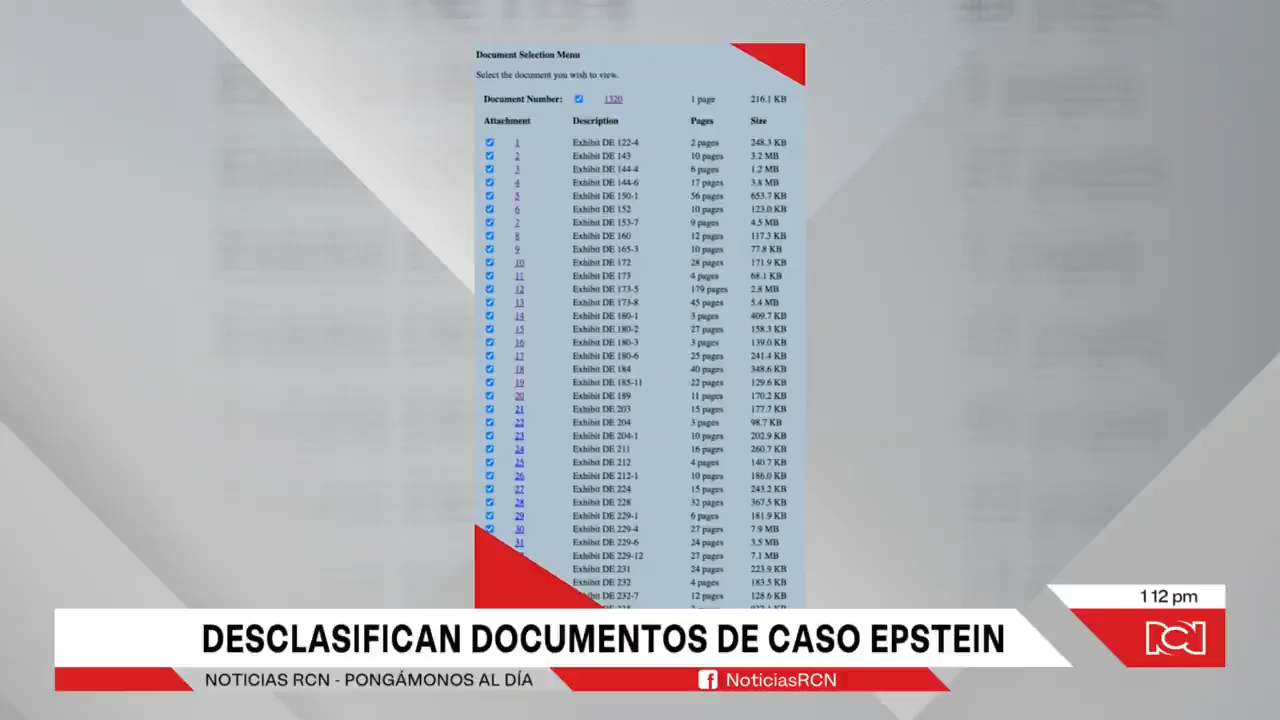 Document Selection Menu
Select the document you wish to view.
Document Number: 1320 1 page 216.1 KB
Attachment Description Pages Size
1 Exhibit DE 122-4 2 pages 248.3 KB
2 Exhibit DE 143 10 pages 3.2 MB
3 Exhibit DE 144-4 6 pages 1.2 MB
4 Exhibit DE 144-6 17 pages 3.8 MB
5 Exhibit DE 150-1 56 pages 653.7 KB
6 Exhibit DE 152 10 pages 123.0 KB
7 Exhibit DE 153-7 9 pages 4.5 MB
8 Exhibit DE 160 12 pages 117.3 KB
9 Exhibit DE 165-3 10 pages 77.8 KB
10 Exhibit DE 172 28 pages 171.9 KB
11 Exhibit DE 173 4 pages 68.1 KB
12 Exhibit DE 173-5 179 pages 2.8 MB
13 Exhibit DE 173-8 45 pages 5.4 MB
14 Exhibit DE 180-1 3 pages 409.7 KB
15 Exhibit DE 180-2 27 pages 158.3 KB
16 Exhibit DE 180-3 3 pages 139.0 KB
17 Exhibit DE 180-6 25 pages 241.4 KB
18 Exhibit DE 184 40 pages 348.6 KB
19 Exhibit DE 185-11 22 pages 129.6 KB
20 Exhibit DE 189 11 pages 170.2 KB
21 Exhibit DE 203 15 pages 177.7 KB
22 Exhibit DE 204 3 pages 98.7 KB
23 Exhibit DE 204-1 10 pages 202.9 KB
24 Exhibit DE 211 16 pages 260.7 KB
25 Exhibit DE 212 4 pages 140.7 KB
26 Exhibit DE 212-1 10 pages 186.0 KB
27 Exhibit DE 224 15 pages 243.2 KB
28 Exhibit DE 228 32 pages 367.5 KB
29 Exhibit DE 229-1 6 pages 181.9 KB
30 Exhibit DE 229-4 27 pages 7.9 MB
31 Exhibit DE 229-6 24 pages 3.5 MB
Exhibit DE 229-12 27 pages 7.1 MB
Exhibit DE 231 24 pages 223.9 KB
Exhibit DE 232 4 pages 183.5 KB
DE 232-7 12 pages 128.6 KB
1 12 pm
DESCLASIFICAN DOCUMENTOS DE CASO EPSTEIN
RCN
NOTICIAS RCN - PONGÁMONOS AL DÍA
NoticiasRCN